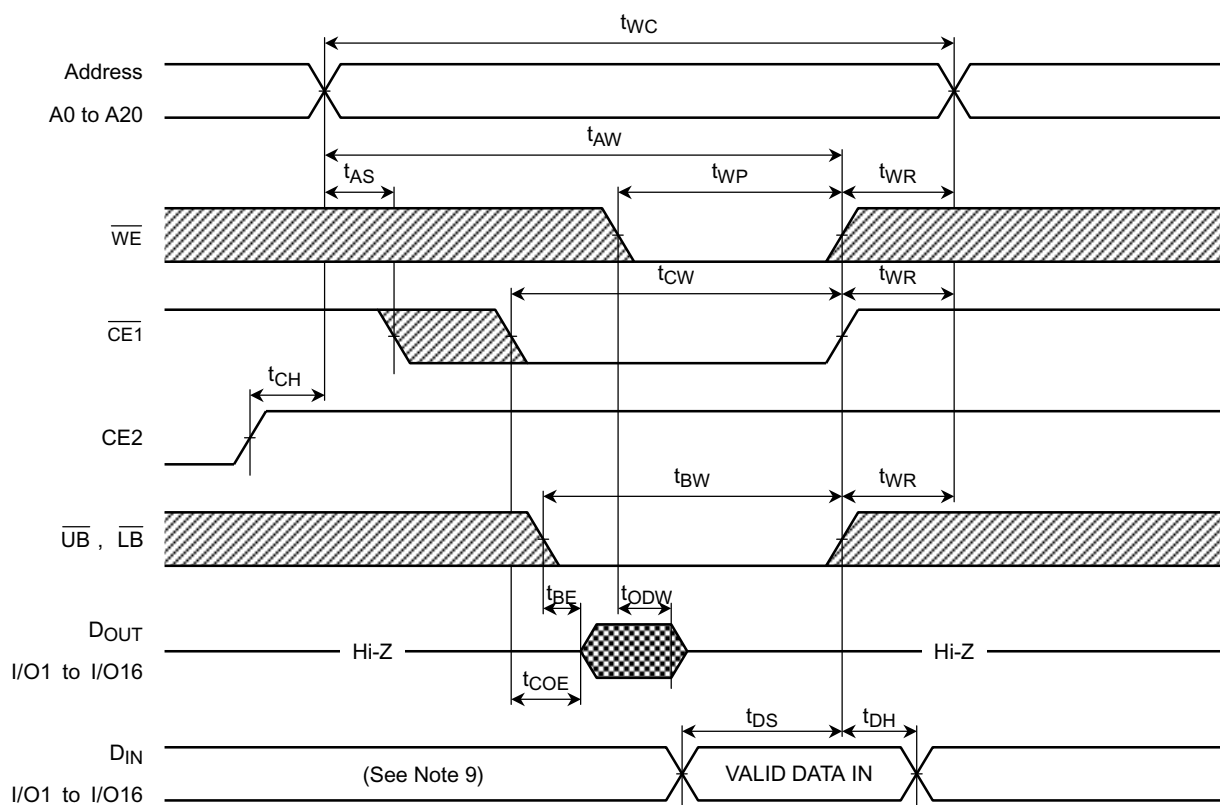 tWC
Address
A0 to A20
tAW
tAS
tWP
tWR
WE
tCW
tWR
CE1
tCH
CE2
tBW
tWR
UB , LB
tBE
tODW
DOUT
I/O1 to I/O16
Hi-Z
Hi-Z
tCOE
tDS
tDH
DIN
I/O1 to I/O16
(See Note 9)
VALID DATA IN